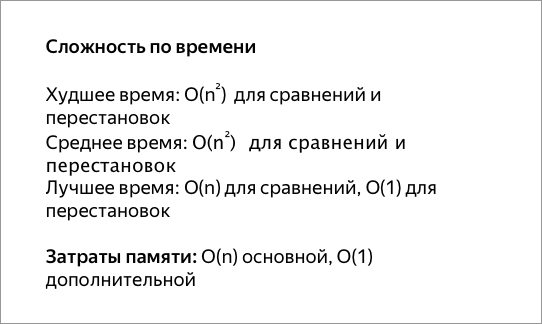 Сложность по времени
Худшее время: O(n²) для сравнений и
перестановок
Среднее время: O(n²) для сравнений и
перестановок
Лучшее время: O(n) для сравнений, O(1) для
перестановок
Затраты памяти: O(n) основной, O(1)
дополнительной